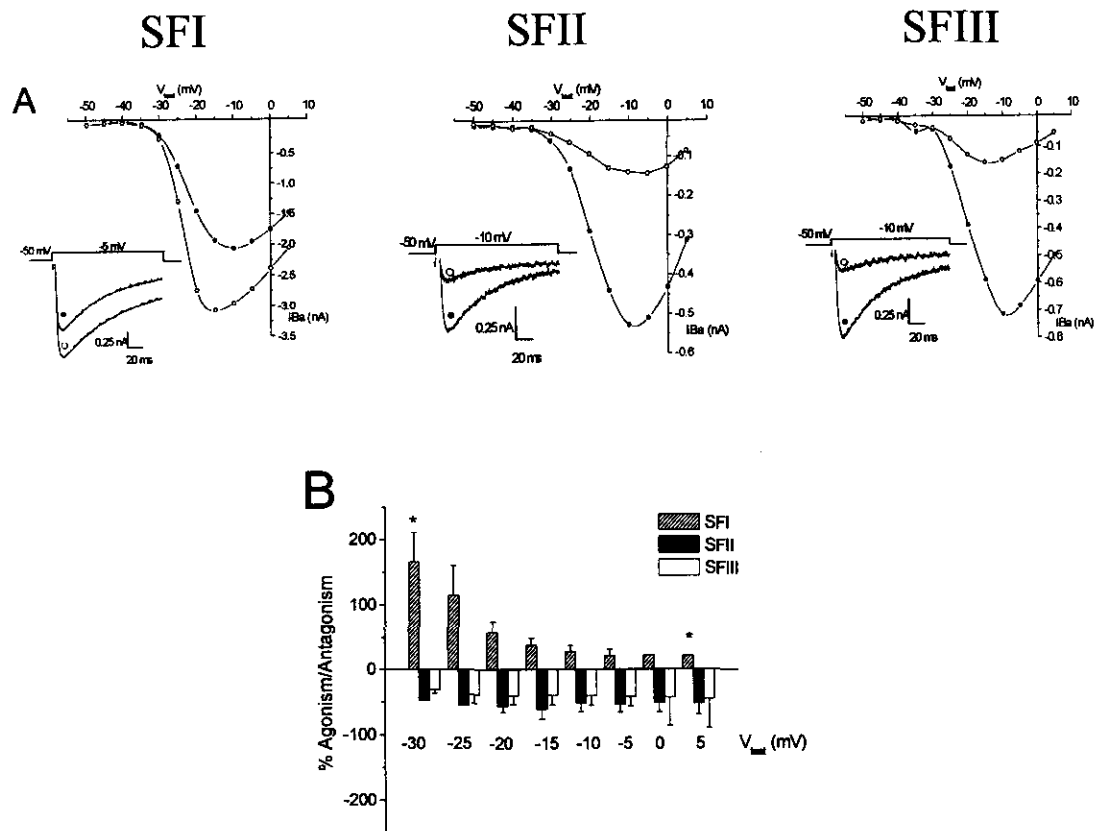 SFI
SFII
SFIII
A
V_test (mV)
-50 -40 -30 -20 -10 0 10
-0.5
-1.0
-1.5
-2.0
-2.5
-3.0
-3.5
IBa (nA)
-50 mV
-5 mV
0.25 nA
20 ms
V_test (mV)
-50 -40 -30 -20 -10 0 10
-0.1
-0.2
-0.3
-0.4
-0.5
-0.6
IBa (nA)
-50 mV
-10 mV
0.25 nA
20 ms
V_test (mV)
-50 -40 -30 -20 -10 0 10
-0.1
-0.2
-0.3
-0.4
-0.5
-0.6
-0.7
-0.8
IBa (nA)
-50 mV
-10 mV
0.25 nA
20 ms
B
% Agonism/Antagonism
200
100
0
-100
-200
*
*
SFI
SFII
SFIII
-30 -25 -20 -15 -10 -5 0 5 V_test (mV)